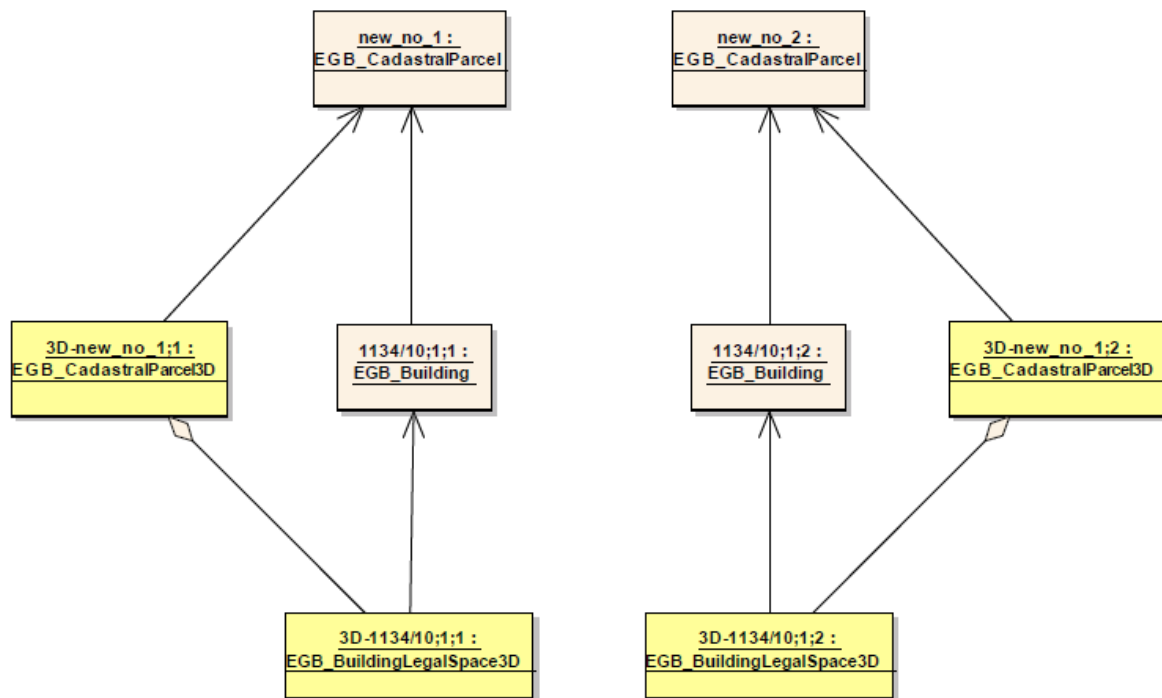 new_no_1 :
EGB_CadastralParcel
new_no_2 :
EGB_CadastralParcel
3D-new_no_1;1 :
EGB_CadastralParcel3D
1134/10;1;1 :
EGB_Building
1134/10;1;2 :
EGB_Building
3D-new_no_1;2 :
EGB_CadastralParcel3D
3D-1134/10;1;1 :
EGB_BuildingLegalSpace3D
3D-1134/10;1;2 :
EGB_BuildingLegalSpace3D